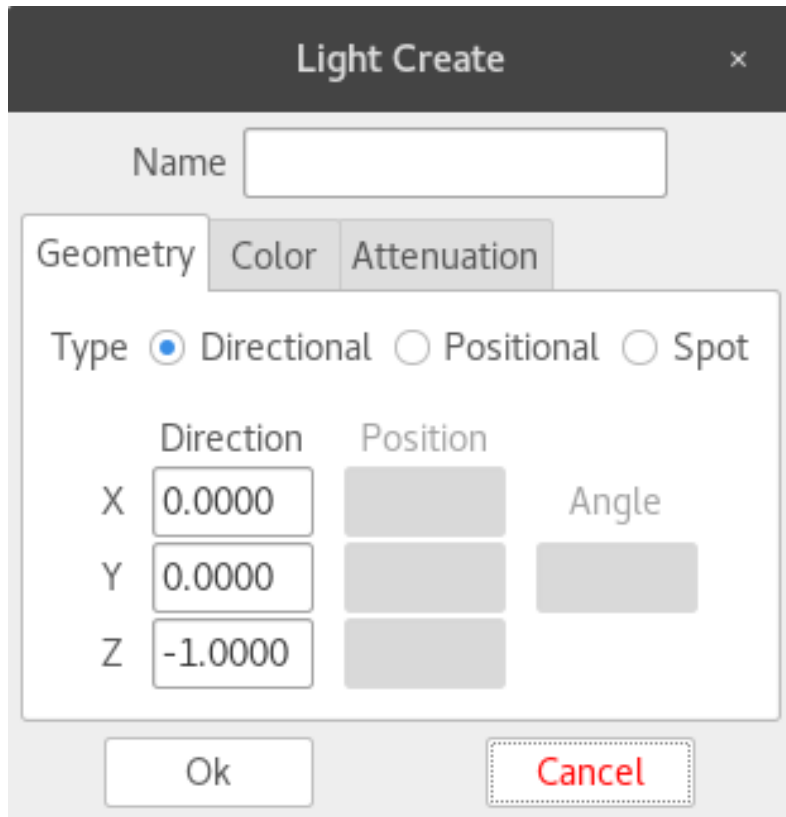 Light Create ×
Name
Geometry Color Attenuation
Type Directional Positional Spot
Direction Position
X 0.0000 Angle
Y 0.0000
Z -1.0000
Ok Cancel